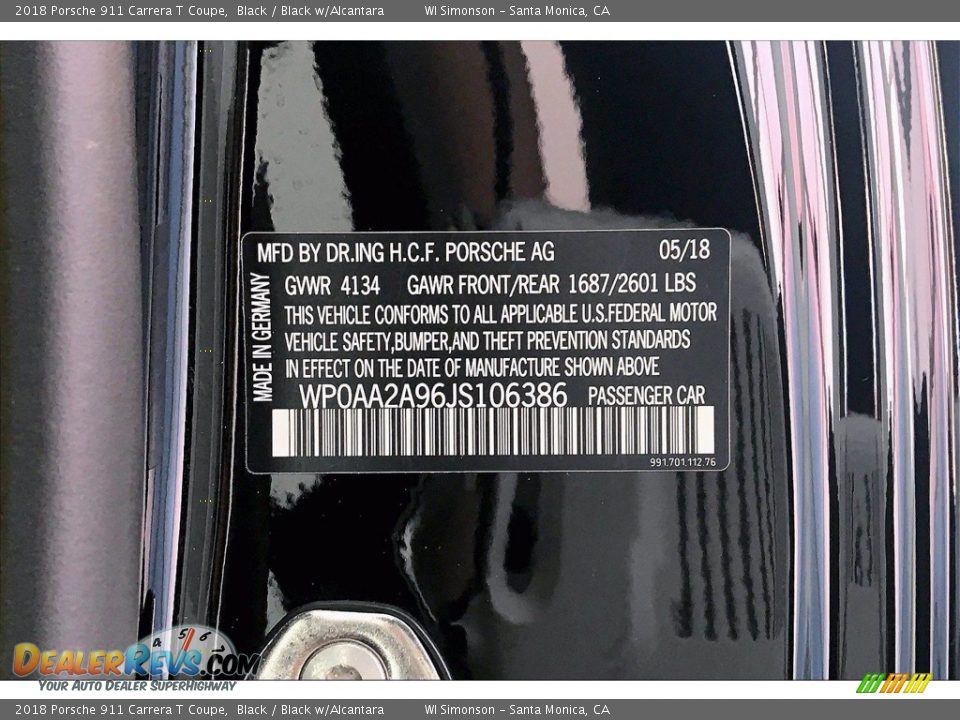 2018 Porsche 911 Carrera T Coupe,  Black / Black w/Alcantara  WI Simonson – Santa Monica, CA
MFD BY DR.ING H.C.F. PORSCHE AG 05/18
GVWR 4134 GAWR FRONT/REAR 1687/2601 LBS
THIS VEHICLE CONFORMS TO ALL APPLICABLE U.S.FEDERAL MOTOR
VEHICLE SAFETY,BUMPER,AND THEFT PREVENTION STANDARDS
IN EFFECT ON THE DATE OF MANUFACTURE SHOWN ABOVE
MADE IN GERMANY
WP0AA2A96JS106386 PASSENGER CAR
991.701.112.76
4 5 6
DealerRevs.com
Your Auto Dealer SuperHighway
2018 Porsche 911 Carrera T Coupe,  Black / Black w/Alcantara  WI Simonson – Santa Monica, CA